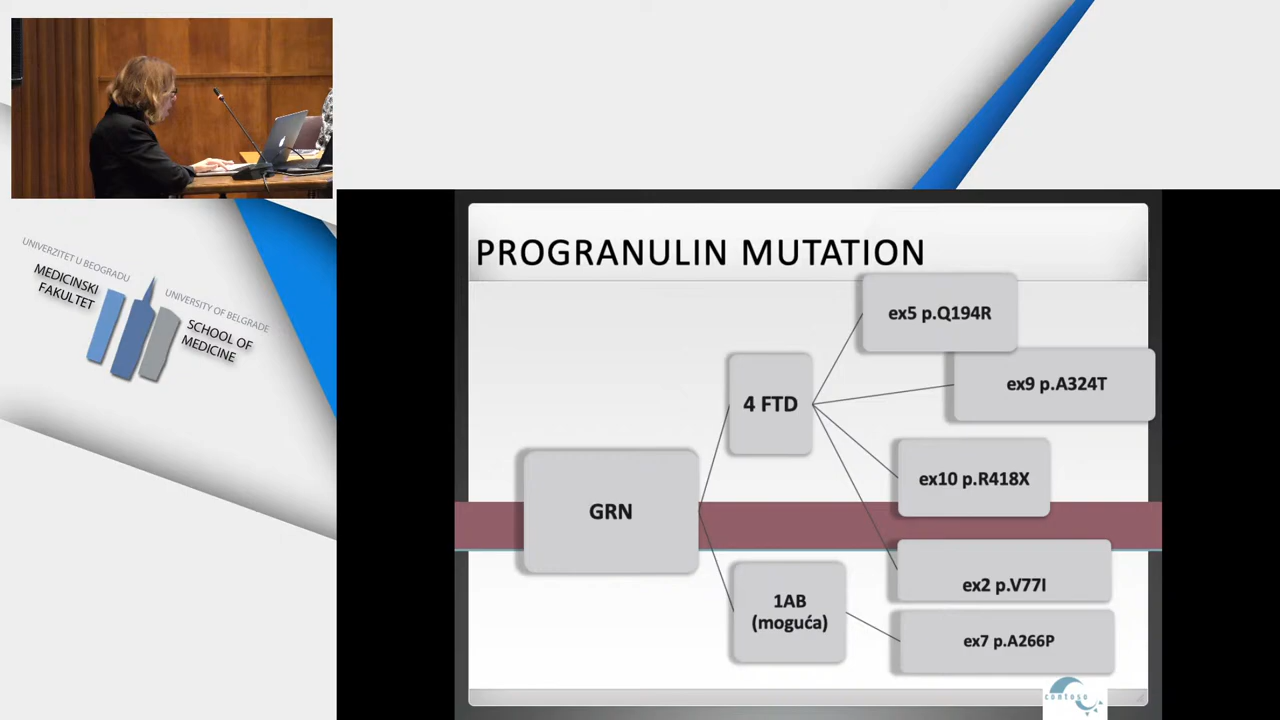 UNIVERZITET U BEOGRADU
MEDICINSKI
FAKULTET
UNIVERSITY OF BELGRADE
SCHOOL OF
MEDICINE
PROGRANULIN MUTATION
ex5 p.Q194R
ex9 p.A324T
4 FTD
ex10 p.R418X
GRN
ex2 p.V77I
1AB
(moguća)
ex7 p.A266P
contoso